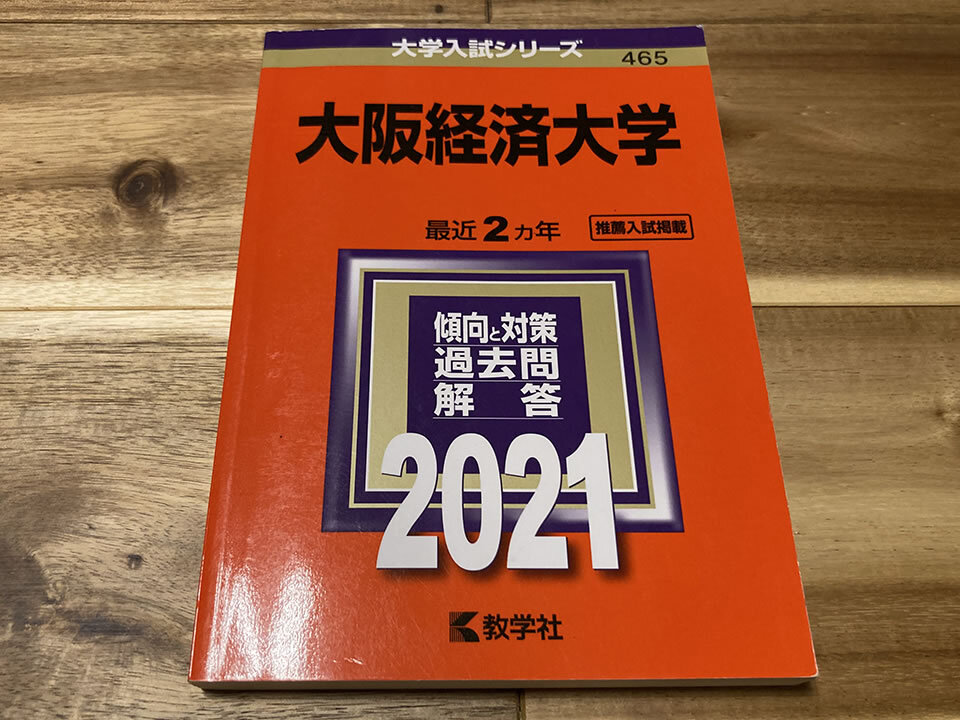 大学入試シリーズ
465
大阪経済大学
最近2カ年
推薦入試掲載
傾向と対策
過去問
解答
2021
教学社